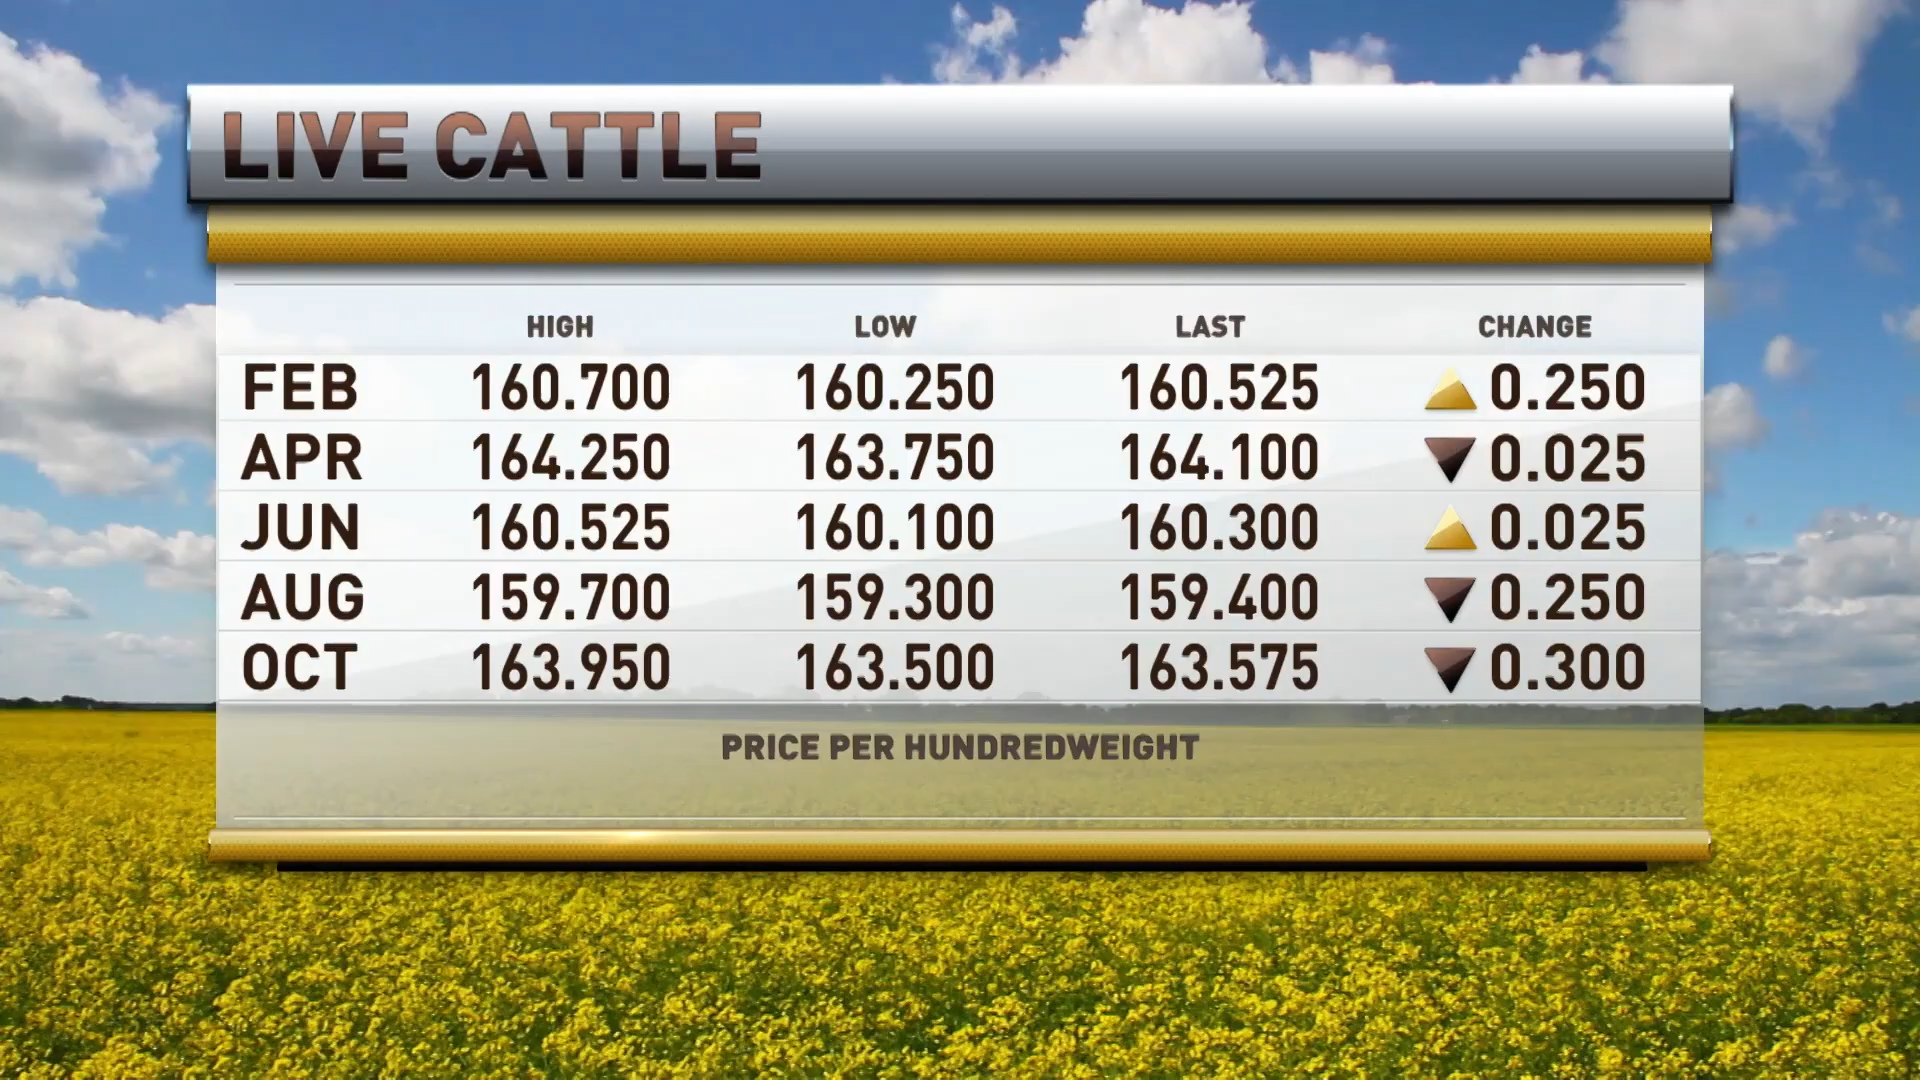 LIVE CATTLE
HIGH LOW LAST CHANGE
FEB 160.700 160.250 160.525 ▲ 0.250
APR 164.250 163.750 164.100 ▼ 0.025
JUN 160.525 160.100 160.300 ▲ 0.025
AUG 159.700 159.300 159.400 ▼ 0.250
OCT 163.950 163.500 163.575 ▼ 0.300
PRICE PER HUNDREDWEIGHT